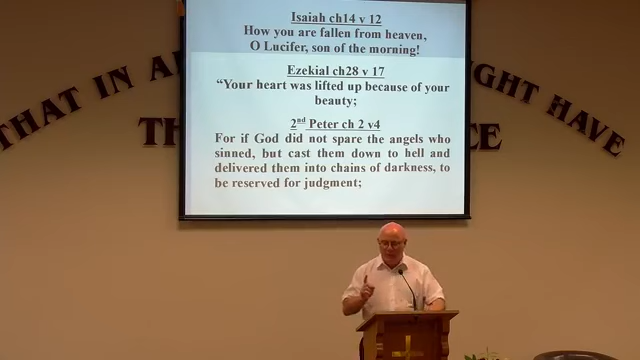 THAT IN A
GHT HAVE
TH
CE
Isaiah ch14 v 12
How you are fallen from heaven,
O Lucifer, son of the morning!
Ezekial ch28 v 17
“Your heart was lifted up because of your
beauty;
2nd Peter ch 2 v4
For if God did not spare the angels who
sinned, but cast them down to hell and
delivered them into chains of darkness, to
be reserved for judgment;